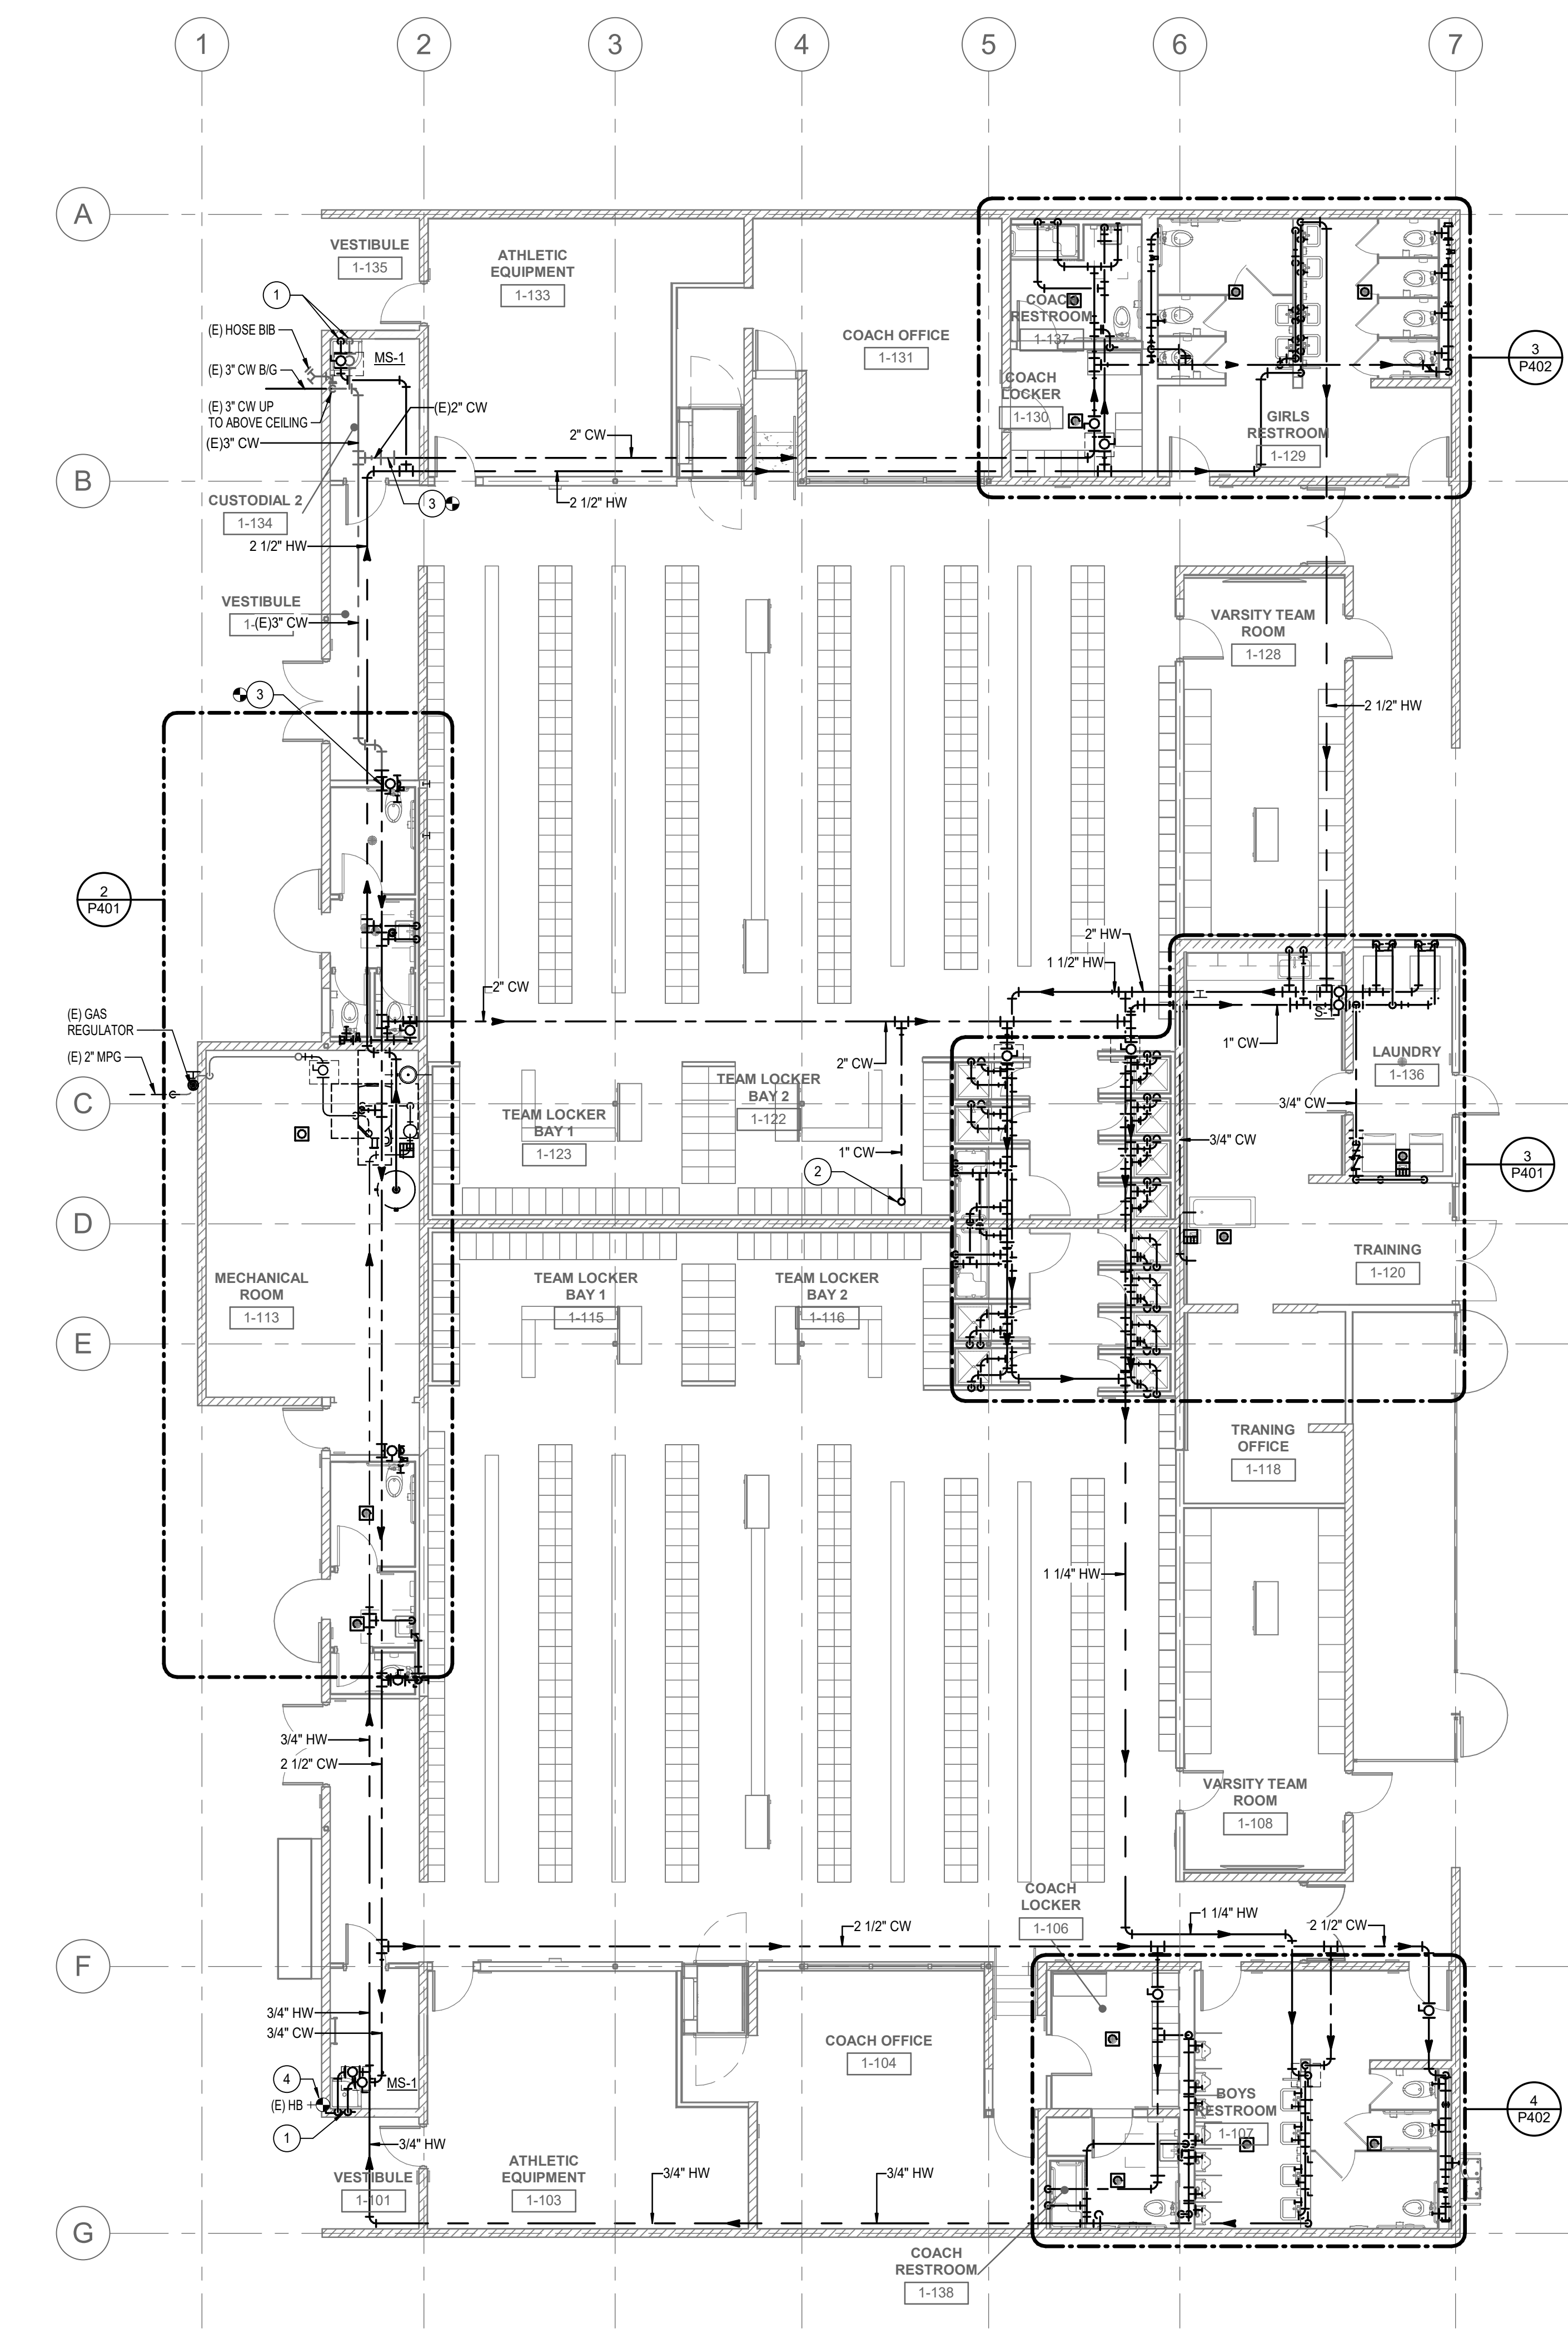 1
2
3
4
5
6
7
A
VESTIBULE
1-135
ATHLETIC
EQUIPMENT
1-133
1
(E) HOSE BIB
MS-1
COACH OFFICE
1-131
COACH
RESTROOM
1-137
3
P402
(E) 3" CW B/G
COACH
LOCKER
1-130
(E) 3" CW UP
TO ABOVE CEILING
(E)2" CW
(E)3" CW
2" CW
GIRLS
RESTROOM
1-129
B
CUSTODIAL 2
1-134
3
2 1/2" HW
2 1/2" HW
VESTIBULE
1-
(E)3" CW
VARSITY TEAM
ROOM
1-128
3
2 1/2" HW
2
P401
2" HW
1 1/2" HW
2" CW
(E) GAS
REGULATOR
S-1
1" CW
(E) 2" MPG
2" CW
LAUNDRY
1-136
C
TEAM LOCKER
BAY 2
1-122
TEAM LOCKER
BAY 1
1-123
3/4" CW
3/4" CW
1" CW
2
3
P401
D
TRAINING
1-120
MECHANICAL
ROOM
1-113
TEAM LOCKER
BAY 1
1-115
TEAM LOCKER
BAY 2
1-116
E
TRANING
OFFICE
1-118
1 1/4" HW
3/4" HW
2 1/2" CW
VARSITY TEAM
ROOM
1-108
COACH
LOCKER
1-106
1 1/4" HW
2 1/2" CW
2 1/2" CW
F
3/4" HW
3/4" CW
COACH OFFICE
1-104
4
MS-1
(E) HB
BOYS
RESTROOM
1-107
4
P402
1
3/4" HW
VESTIBULE
1-101
ATHLETIC
EQUIPMENT
1-103
3/4" HW
3/4" HW
G
COACH
RESTROOM
1-138